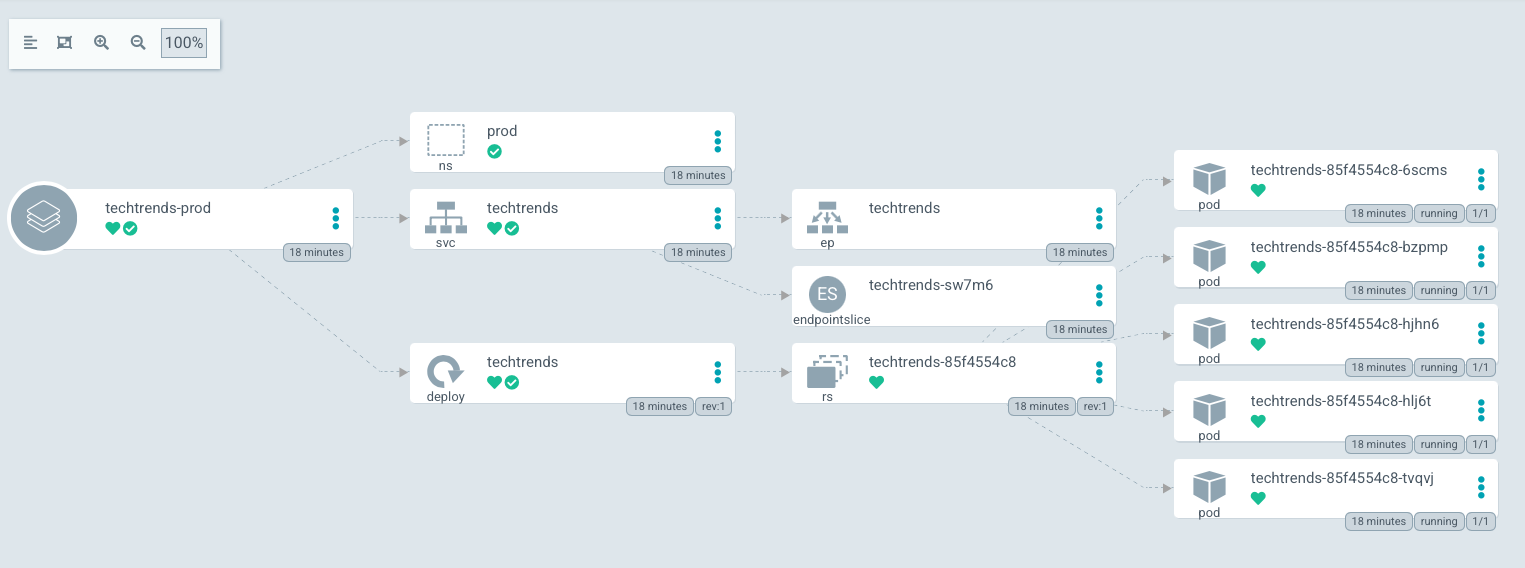 100%
techtrends-prod
18 minutes
prod
ns
18 minutes
techtrends
svc
18 minutes
techtrends
deploy
18 minutes
rev:1
techtrends
ep
18 minutes
ES
techtrends-sw7m6
endpointslice
18 minutes
techtrends-85f4554c8
rs
18 minutes
rev:1
techtrends-85f4554c8-6scms
pod
18 minutes
running
1/1
techtrends-85f4554c8-bzpmp
pod
18 minutes
running
1/1
techtrends-85f4554c8-hjhn6
pod
18 minutes
running
1/1
techtrends-85f4554c8-hlj6t
pod
18 minutes
running
1/1
techtrends-85f4554c8-tvqvj
pod
18 minutes
running
1/1